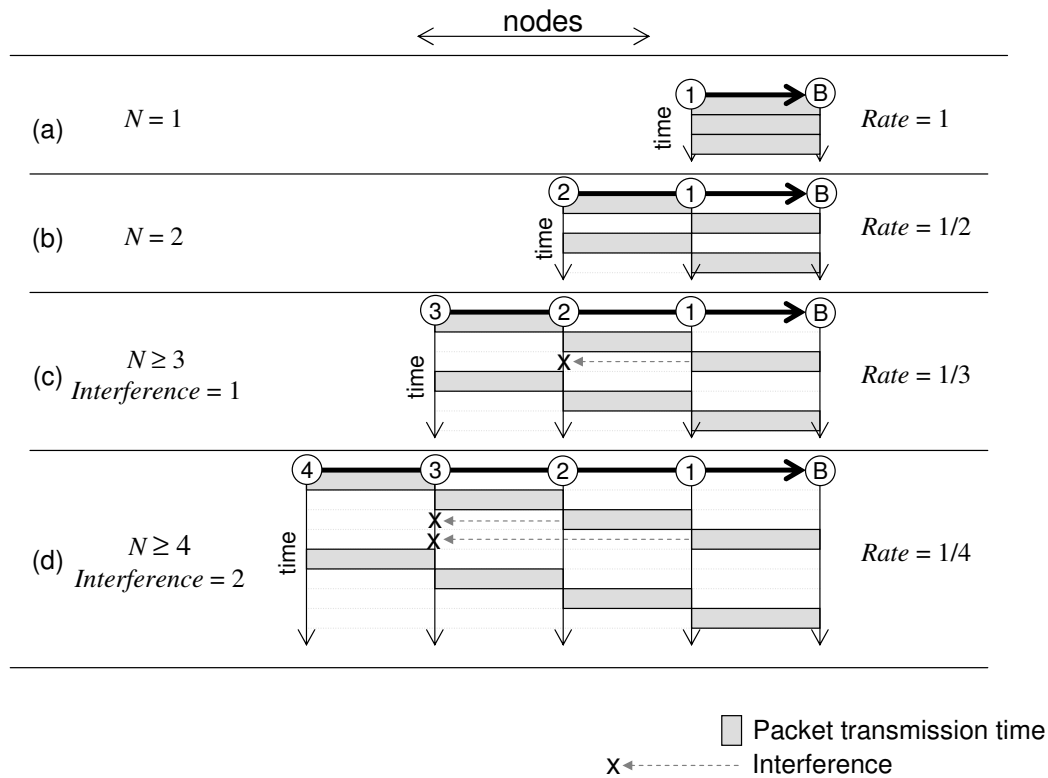 nodes
(a) N = 1 time 1 B Rate = 1
(b) N = 2 time 2 1 B Rate = 1/2
(c) N ≥ 3 Interference = 1 time 3 2 1 B X Rate = 1/3
(d) N ≥ 4 Interference = 2 time 4 3 2 1 B X X Rate = 1/4
Packet transmission time
X Interference